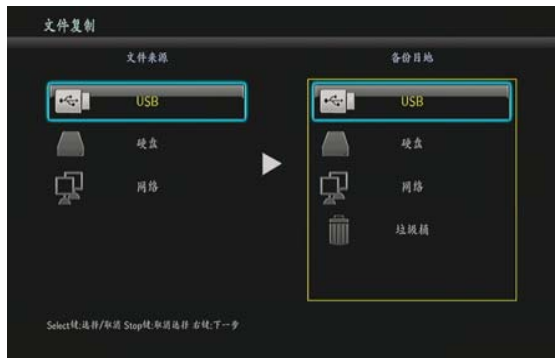 文件复制
文件来源
备份目地
USB
USB
硬盘
硬盘
网络
网络
垃圾桶
Select键:选择/取消 Stop键:取消选择 右键:下一步